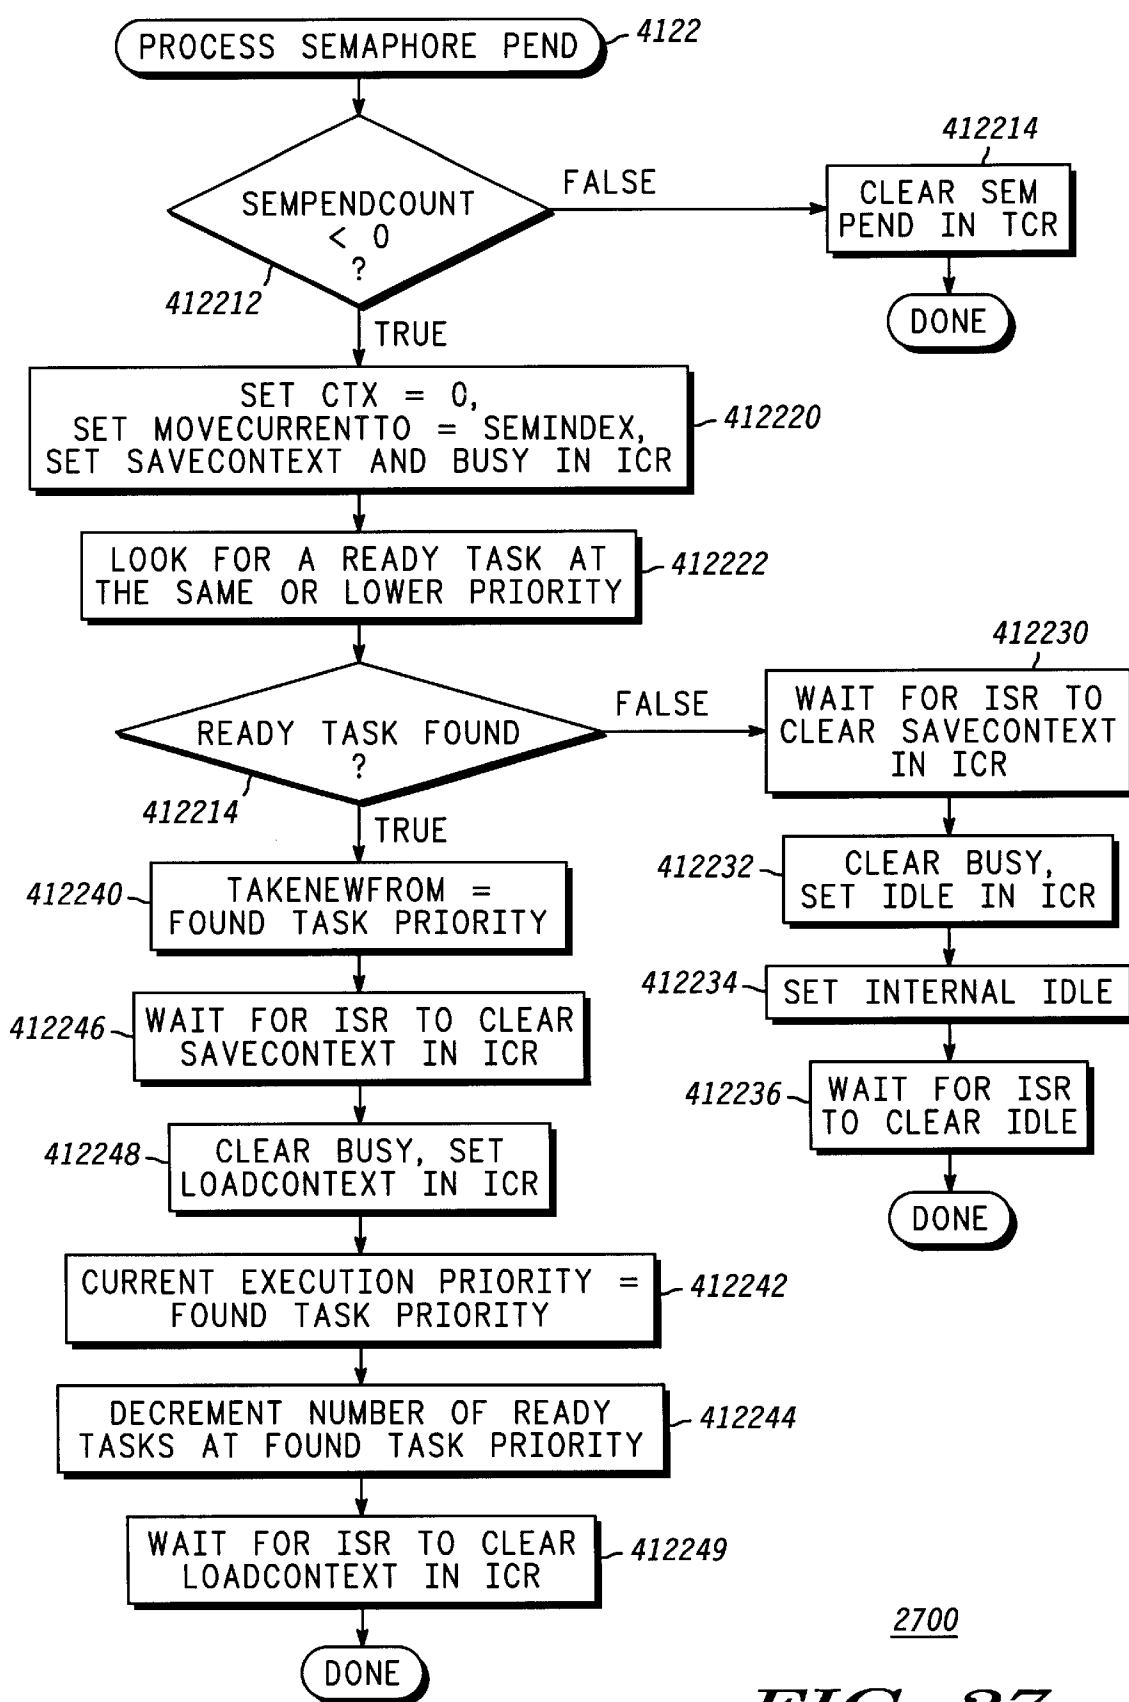 PROCESS SEMAPHORE PEND
4122
412214
SEMPENDCOUNT
< 0
?
FALSE
CLEAR SEM
PEND IN TCR
412212
TRUE
DONE
SET CTX = 0,
SET MOVECURRENTTO = SEMINDEX,
SET SAVECONTEXT AND BUSY IN ICR
412220
LOOK FOR A READY TASK AT
THE SAME OR LOWER PRIORITY
412222
READY TASK FOUND
?
412214
FALSE
TRUE
412230
WAIT FOR ISR TO
CLEAR SAVECONTEXT
IN ICR
412232
CLEAR BUSY,
SET IDLE IN ICR
412234
SET INTERNAL IDLE
412236
WAIT FOR ISR
TO CLEAR IDLE
DONE
412240
TAKENEWFROM =
FOUND TASK PRIORITY
412246
WAIT FOR ISR TO CLEAR
SAVECONTEXT IN ICR
412248
CLEAR BUSY, SET
LOADCONTEXT IN ICR
CURRENT EXECUTION PRIORITY =
FOUND TASK PRIORITY
412242
DECREMENT NUMBER OF READY
TASKS AT FOUND TASK PRIORITY
412244
WAIT FOR ISR TO CLEAR
LOADCONTEXT IN ICR
412249
DONE
2700
FIG. 27